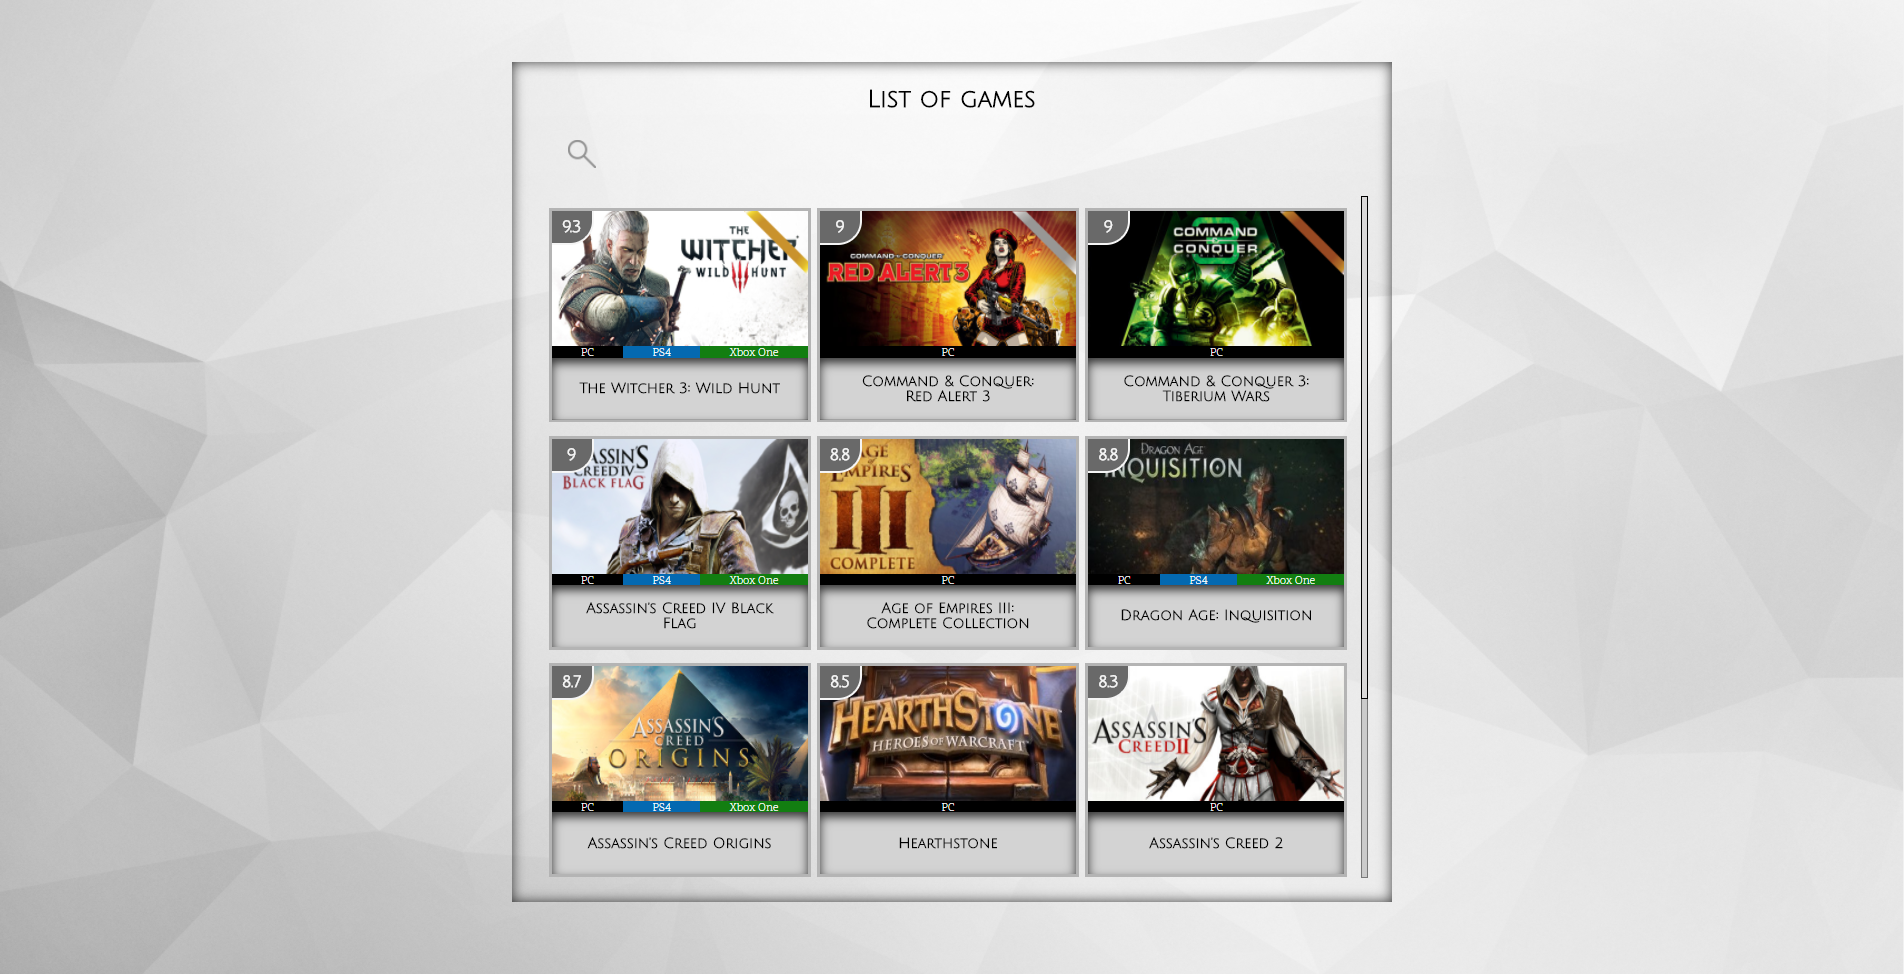 List of games
9.3
THE
WITCHER
WILD HUNT
PC PS4 Xbox One
The Witcher 3: Wild Hunt
9
COMMAND & CONQUER
RED ALERT 3
PC
Command & Conquer:
Red Alert 3
9
COMMAND
CONQUER
3
PC
Command & Conquer 3:
Tiberium Wars
9
ASSASSIN'S
CREED IV
BLACK FLAG
PC PS4 Xbox One
Assassin's Creed IV Black
Flag
8.8
AGE
OF
EMPIRES
III
COMPLETE
PC
Age of Empires III:
Complete Collection
8.8
DRAGON AGE
INQUISITION
PC PS4 Xbox One
Dragon Age: Inquisition
8.7
ASSASSIN'S
CREED
ORIGINS
PC PS4 Xbox One
Assassin's Creed Origins
8.5
HEARTHSTONE
HEROES OF WARCRAFT
PC
Hearthstone
8.3
ASSASSIN'S
CREED II
PC
Assassin's Creed 2